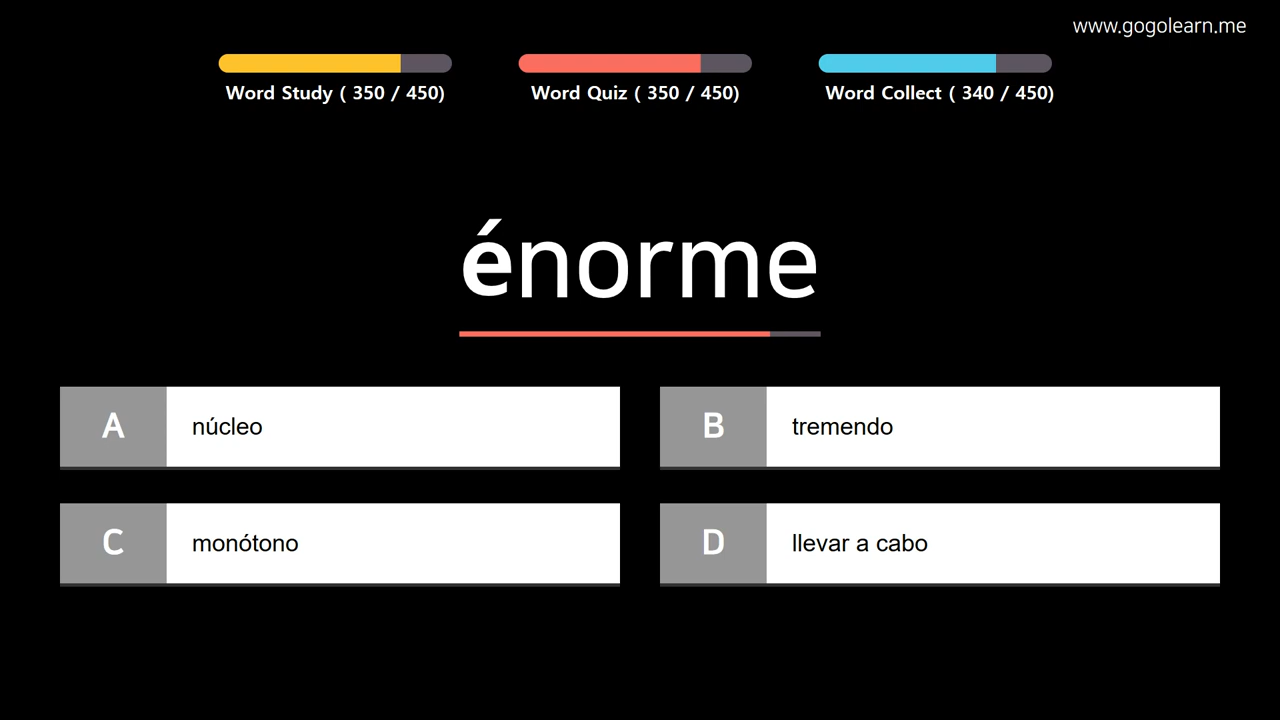 www.gogolearn.me
Word Study ( 350 / 450)
Word Quiz ( 350 / 450)
Word Collect ( 340 / 450)
énorme
A núcleo
B tremendo
C monótono
D llevar a cabo